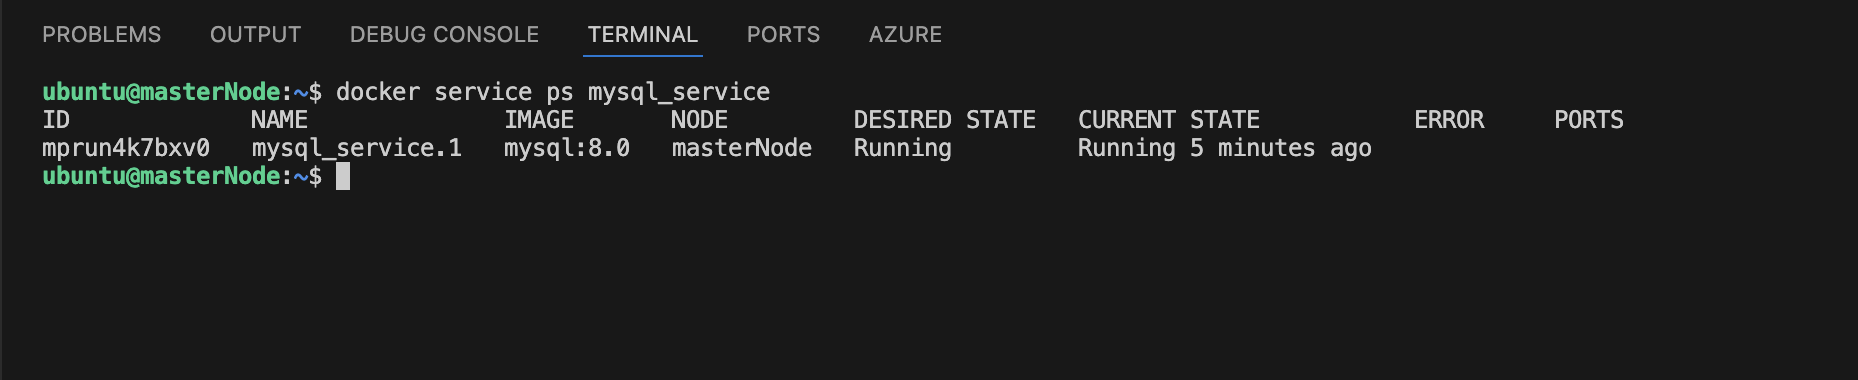 PROBLEMS OUTPUT DEBUG CONSOLE TERMINAL PORTS AZURE
ubuntu@masterNode:~$ docker service ps mysql_service
ID NAME IMAGE NODE DESIRED STATE CURRENT STATE ERROR PORTS
mprun4k7bxv0 mysql_service.1 mysql:8.0 masterNode Running Running 5 minutes ago
ubuntu@masterNode:~$